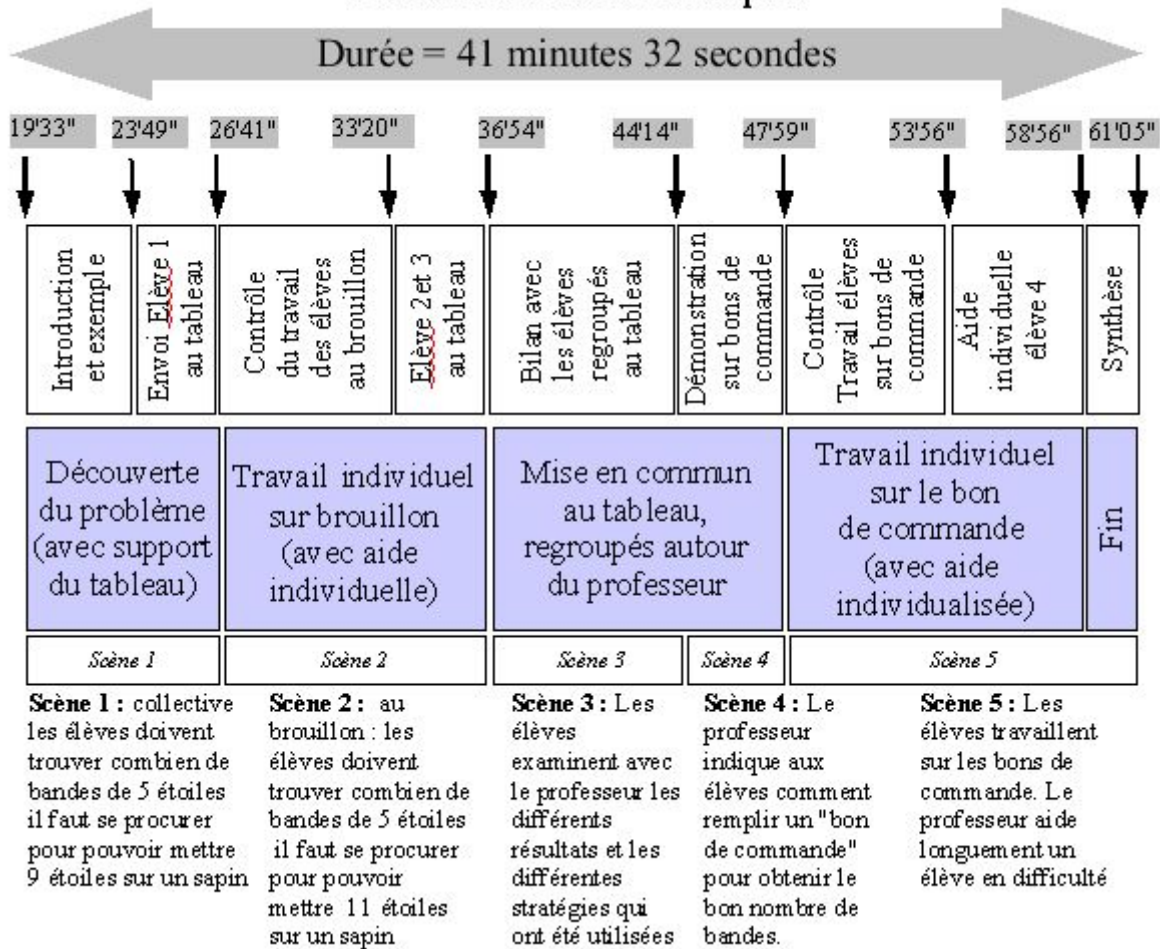 Durée = 41 minutes 32 secondes
19'33" 23'49" 26'41" 33'20" 36'54" 44'14" 47'59" 53'56" 58'56" 61'05"
Introduction
et exemple
Envoi Elève 1
au tableau
Contrôle
du travail
des élèves
au brouillon
Elève 2 et 3
au tableau
Bilan avec
les élèves
regroupés
au tableau
Démonstration
sur bons de
commande
Contrôle
Travail élèves
sur bons de
commande
Aide
individuelle
élève 4
Synthèse
Découverte
du problème
(avec support
du tableau)
Travail individuel
sur brouillon
(avec aide
individuelle)
Mise en commun
au tableau,
regroupés autour
du professeur
Travail individuel
sur le bon
de commande
(avec aide
individualisée)
Fin
Scène 1
Scène 2
Scène 3
Scène 4
Scène 5
Scène 1 : collective
les élèves doivent
trouver combien de
bandes de 5 étoiles
il faut se procurer
pour pouvoir mettre
9 étoiles sur un sapin
Scène 2 : au
brouillon : les
élèves doivent
trouver combien de
bandes de 5 étoiles
il faut se procurer
pour pouvoir
mettre 11 étoiles
sur un sapin
Scène 3 : Les
élèves
examinent avec
le professeur les
différents
résultats et les
différentes
stratégies qui
ont été utilisées
Scène 4 : Le
professeur
indique aux
élèves comment
remplir un "bon
de commande"
pour obtenir le
bon nombre de
bandes.
Scène 5 : Les
élèves travaillent
sur les bons de
commande. Le
professeur aide
longuement un
élève en difficulté